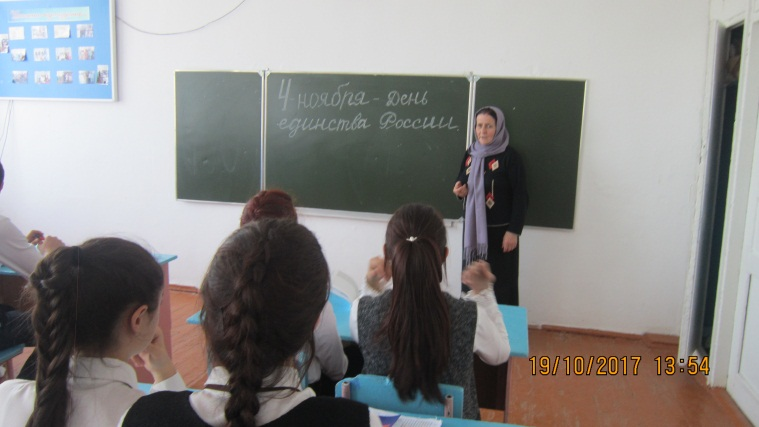 4 ноября - День
единства России.
19/10/2017 13:54